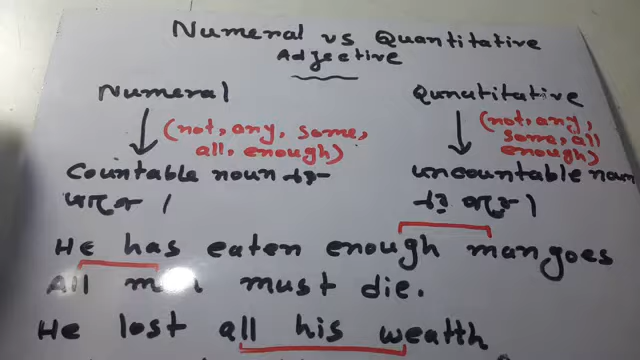 Numeral vs Quantitative
Adjective
Numeral Qunatitative
(not, any, some, all, enough) (not, any, some, all enough)
countable noun uncountable noun
He has eaten enough mangoes
All men must die.
He lost all his wealth